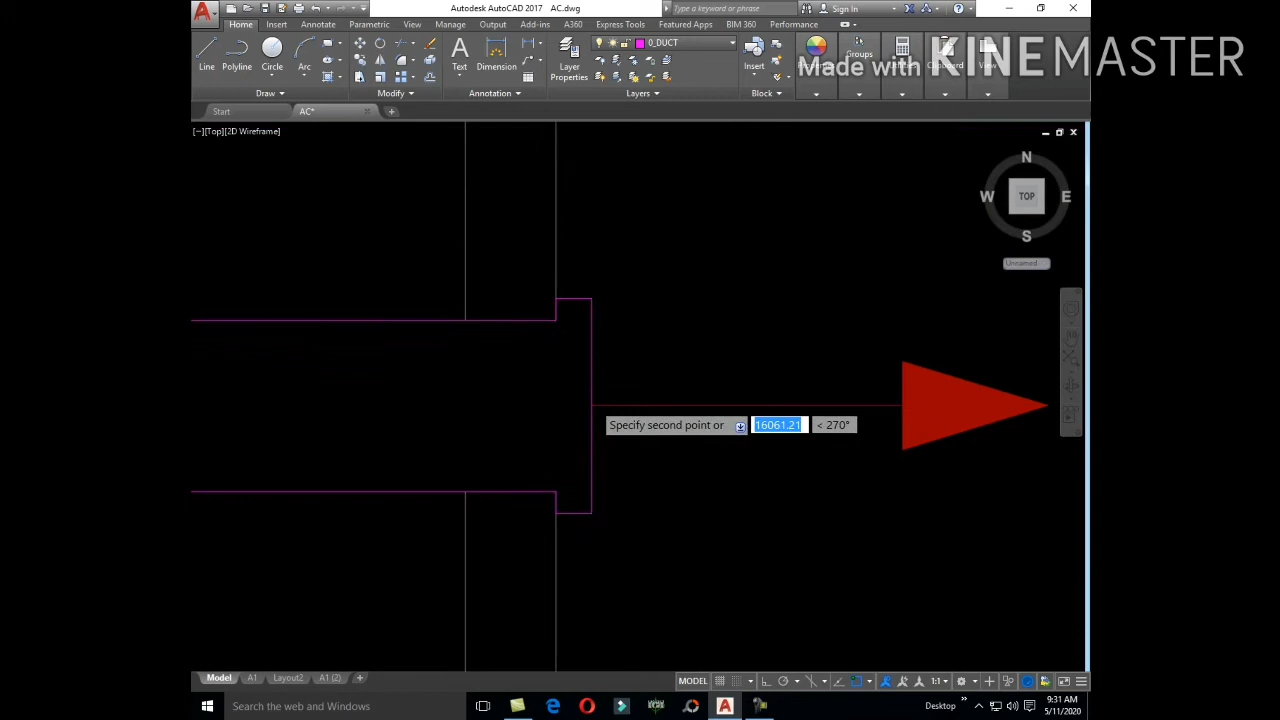 Autodesk AutoCAD 2017 AC.dwg
Type a keyword or phrase
Sign In
Home Insert Annotate Parametric View Manage Output Add-ins A360 Express Tools Featured Apps BIM 360 Performance
Line Polyline Circle Arc
Text Dimension
Layer
Properties
0_DUCT
Insert
Groups
Made with KINEMASTER
Draw Modify Annotation Layers Block
Start AC*
[−][Top][2D Wireframe]
N
W TOP E
S
Unnamed
Specify second point or 16061.21 < 270°
Model A1 Layout2 A1 (2)
MODEL 1:1
Search the web and Windows
Desktop
9:31 AM
5/11/2020